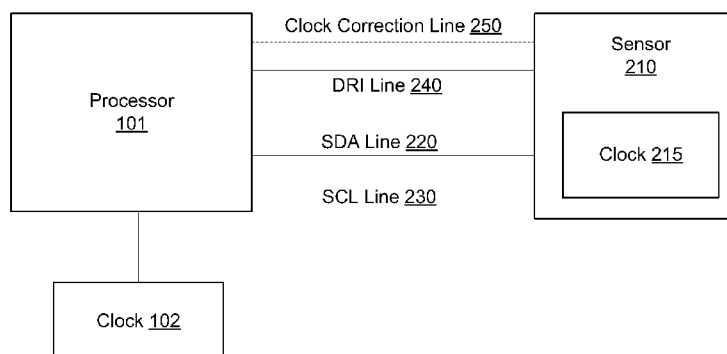 Clock Correction Line 250
Sensor
210
DRI Line 240
Processor
101
SDA Line 220
Clock 215
SCL Line 230
Clock 102